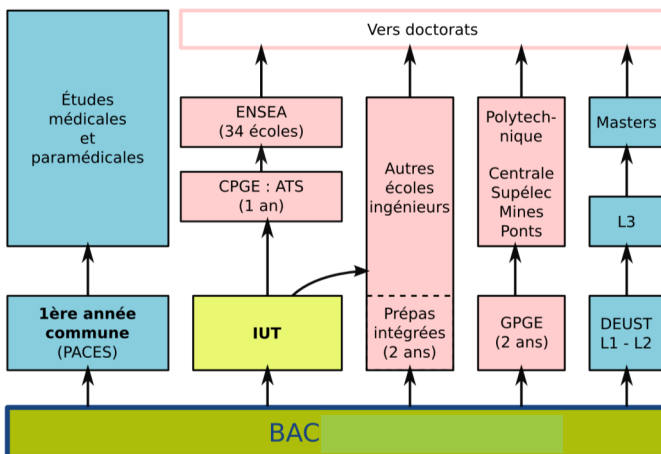 Vers doctorats
Études
médicales
et
paramédicales
ENSEA
(34 écoles)
CPGE : ATS
(1 an)
Autres
écoles
ingénieurs
Polytech-
nique
Centrale
Supélec
Mines
Ponts
Masters
L3
1ère année
commune
(PACES)
IUT
Prépas
intégrées
(2 ans)
GPGE
(2 ans)
DEUST
L1 - L2
BAC